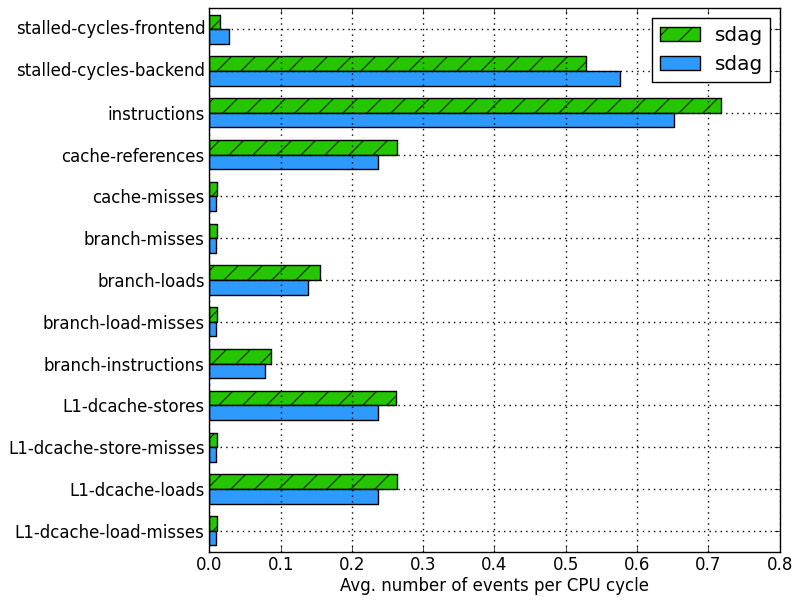 stalled-cycles-frontend
stalled-cycles-backend
instructions
cache-references
cache-misses
branch-misses
branch-loads
branch-load-misses
branch-instructions
L1-dcache-stores
L1-dcache-store-misses
L1-dcache-loads
L1-dcache-load-misses
sdag
sdag
0.0 0.1 0.2 0.3 0.4 0.5 0.6 0.7 0.8
Avg. number of events per CPU cycle